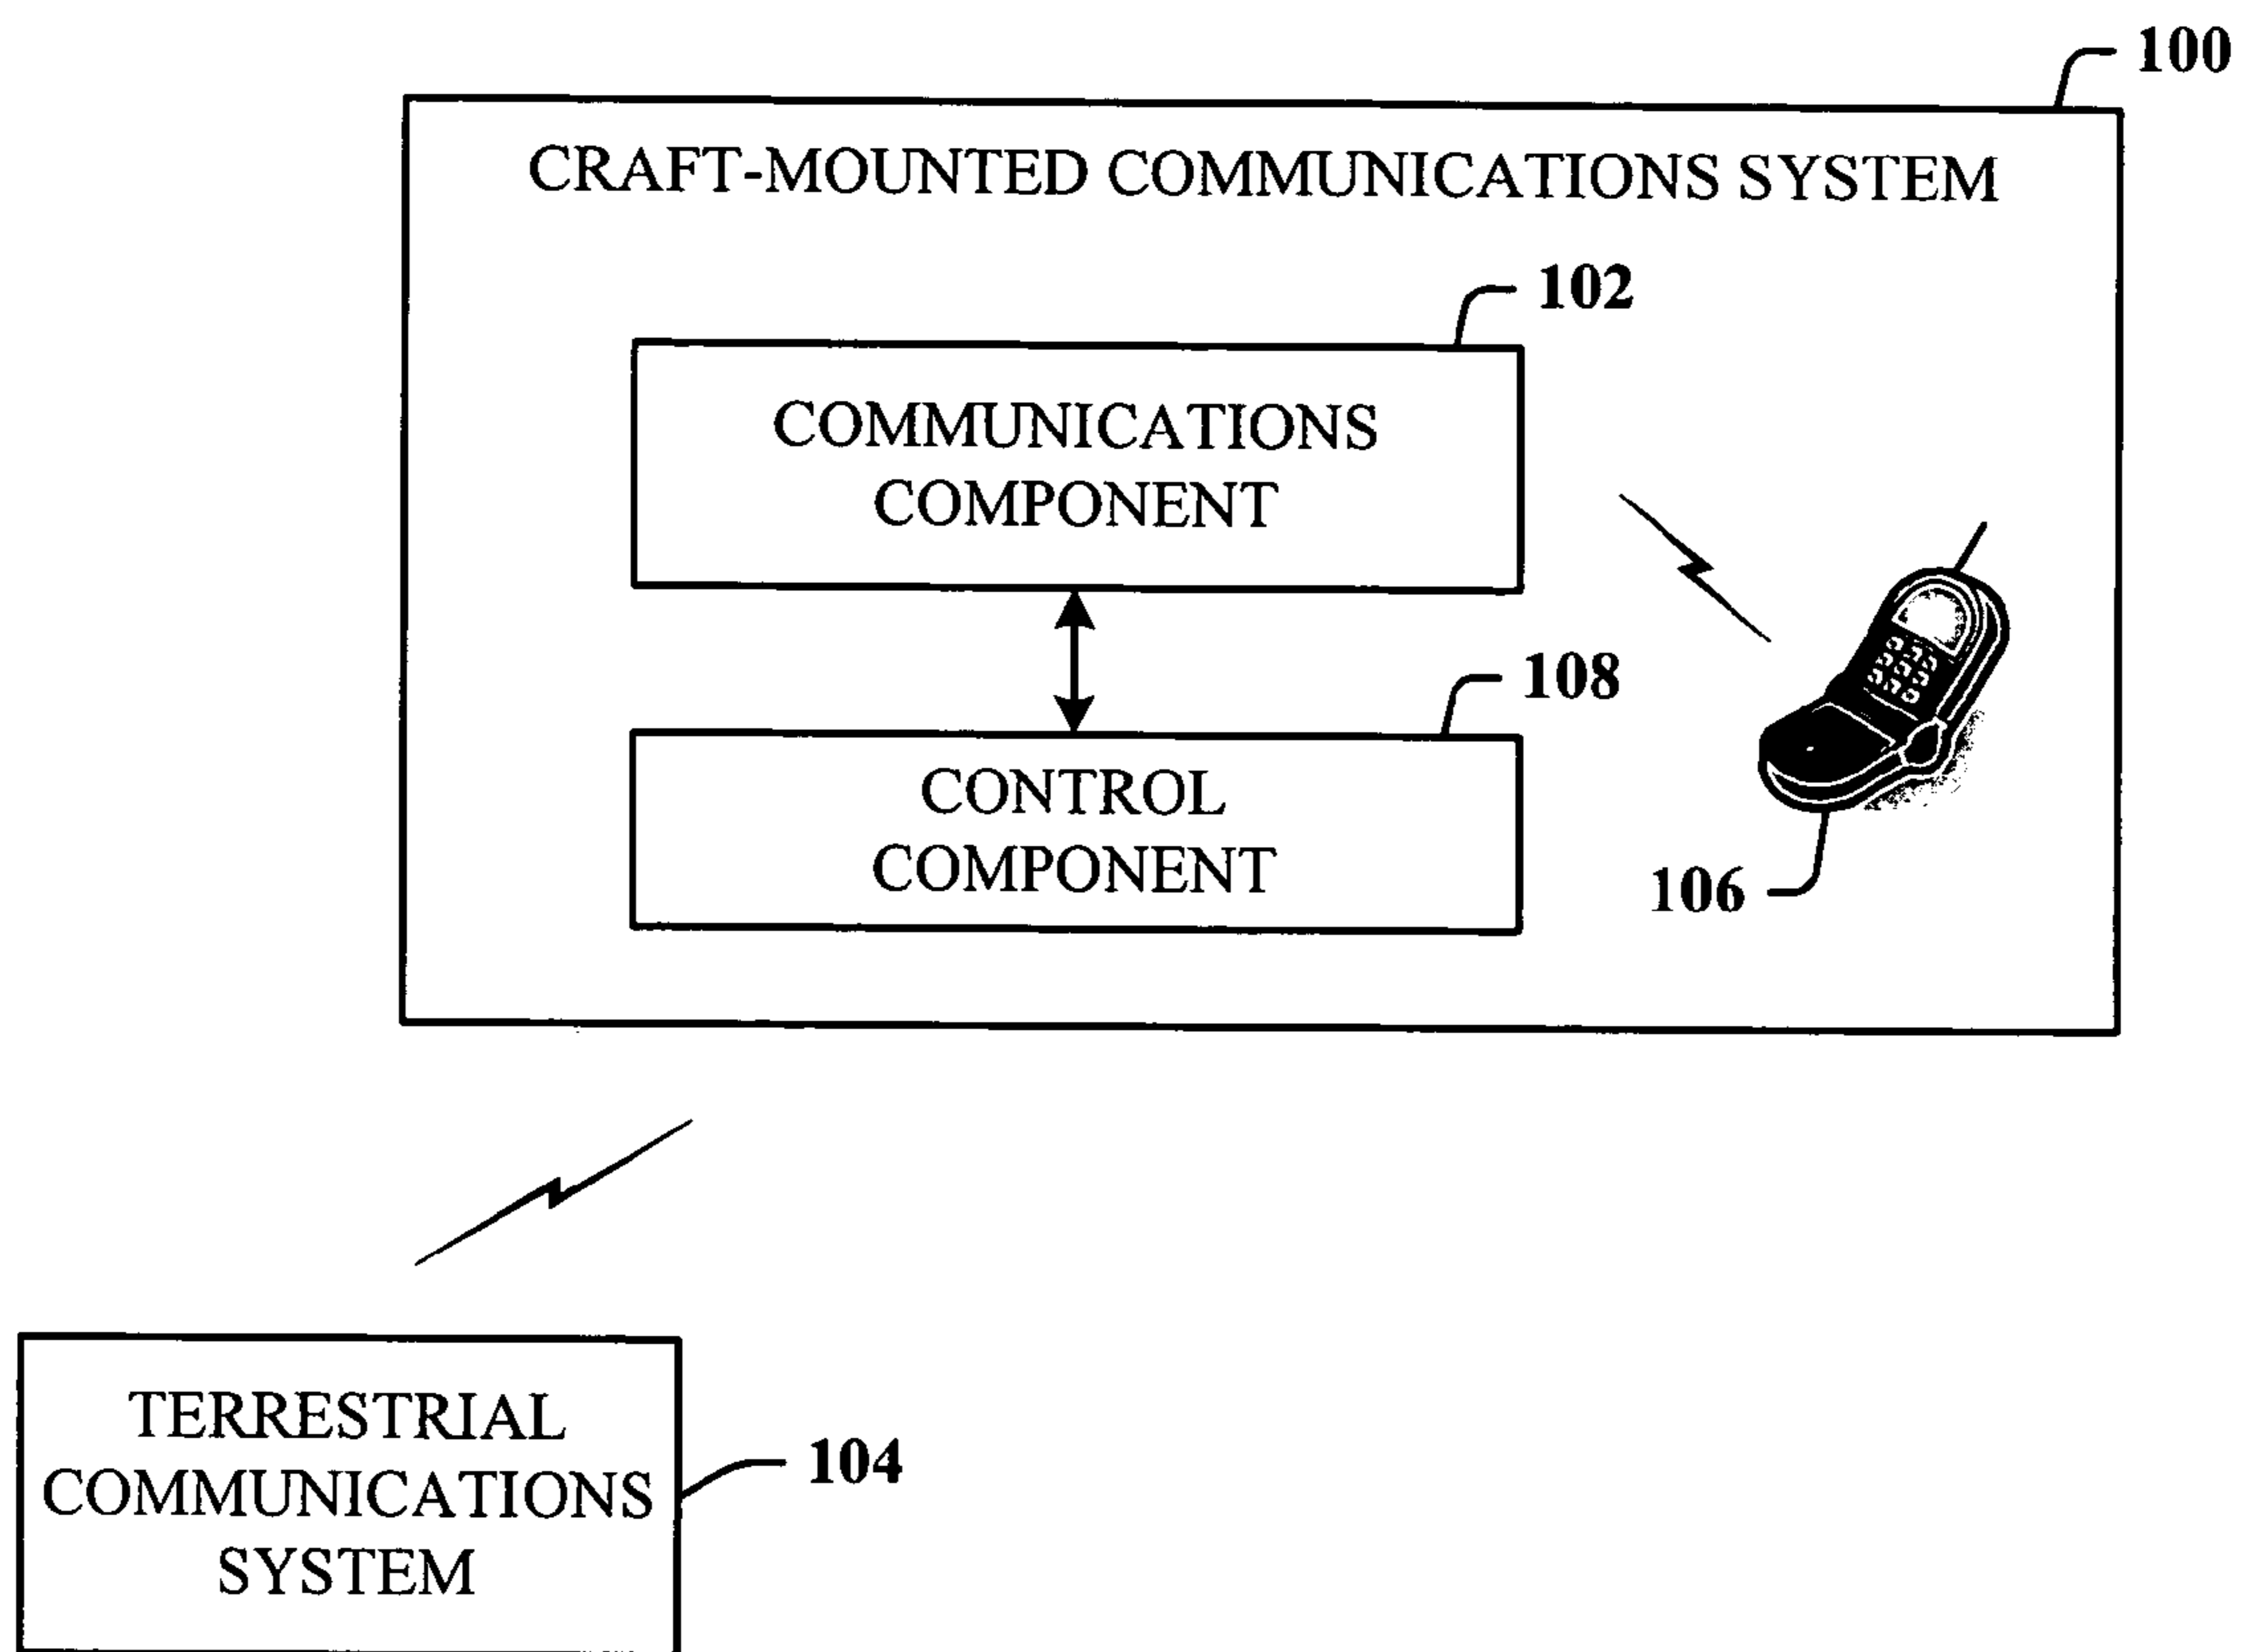 100
CRAFT-MOUNTED COMMUNICATIONS SYSTEM
102
COMMUNICATIONS
COMPONENT
108
CONTROL
COMPONENT
106
TERRESTRIAL
COMMUNICATIONS
SYSTEM
104